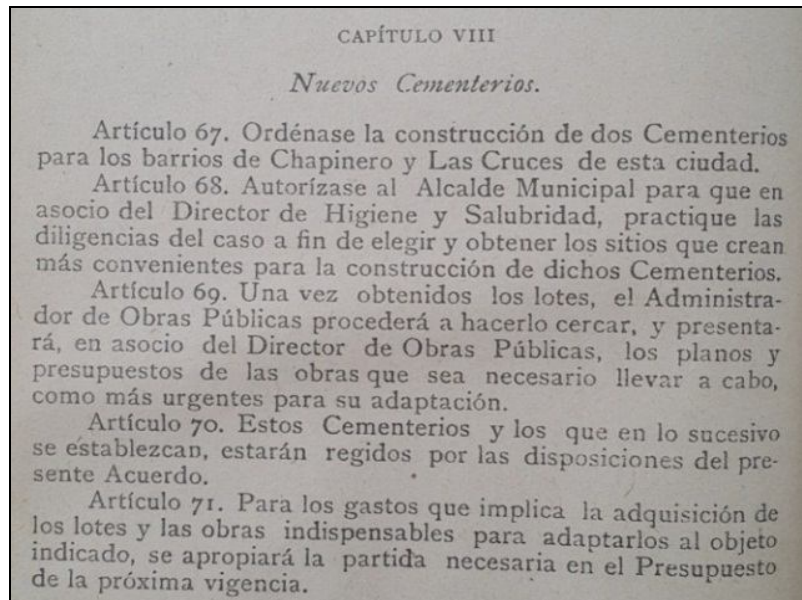 CAPÍTULO VIII
Nuevos Cementerios.
Artículo 67. Ordénase la construcción de dos Cementerios
para los barrios de Chapinero y Las Cruces de esta ciudad.
Artículo 68. Autorízase al Alcalde Municipal para que en
asocio del Director de Higiene y Salubridad, practique las
diligencias del caso a fin de elegir y obtener los sitios que crean
más convenientes para la construcción de dichos Cementerios.
Artículo 69. Una vez obtenidos los lotes, el Administra-
dor de Obras Públicas procederá a hacerlo cercar, y presenta-
rá, en asocio del Director de Obras Públicas, los planos y
presupuestos de las obras que sea necesario llevar a cabo,
como más urgentes para su adaptación.
Artículo 70. Estos Cementerios y los que en lo sucesivo
se establezcan, estarán regidos por las disposiciones del pre-
sente Acuerdo.
Artículo 71. Para los gastos que implica la adquisición de
los lotes y las obras indispensables para adaptarlos al objeto
indicado, se apropiará la partida necesaria en el Presupuesto
de la próxima vigencia.